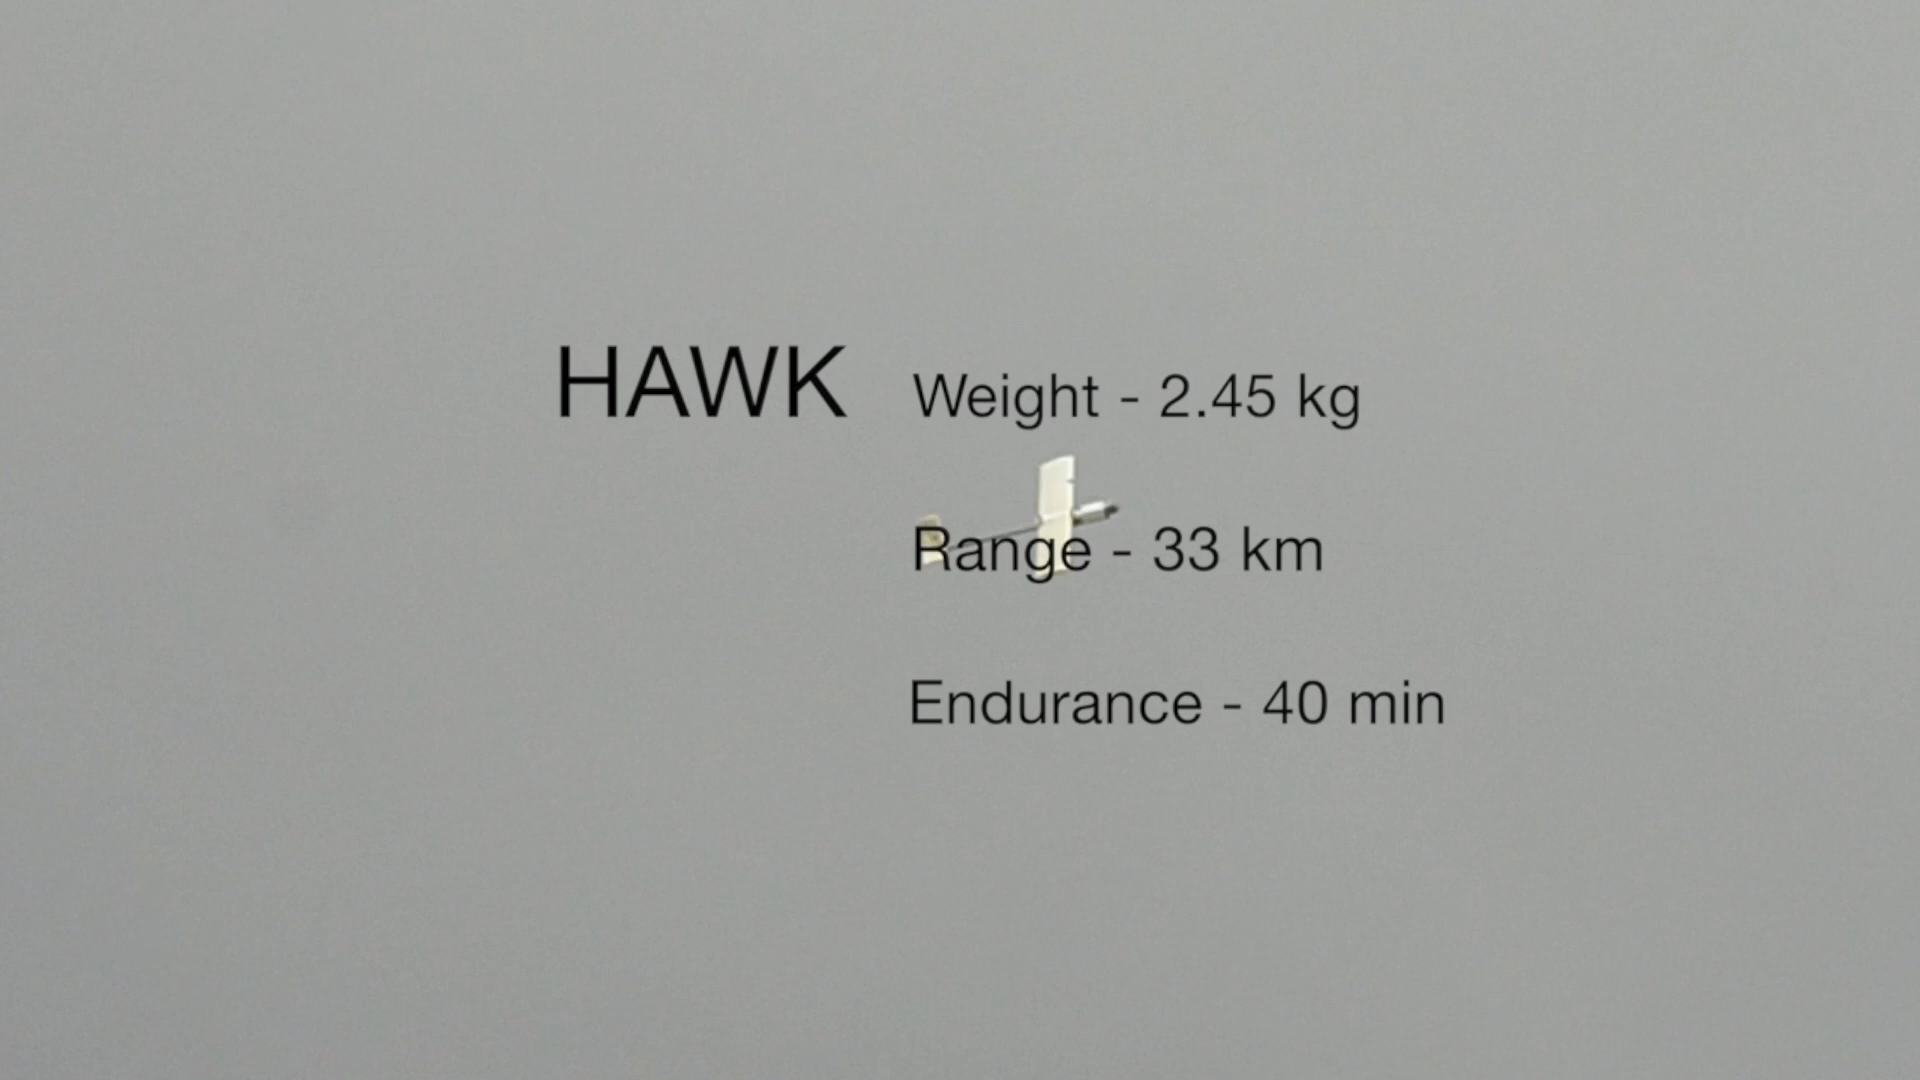 HAWK
Weight - 2.45 kg
Range - 33 km
Endurance - 40 min